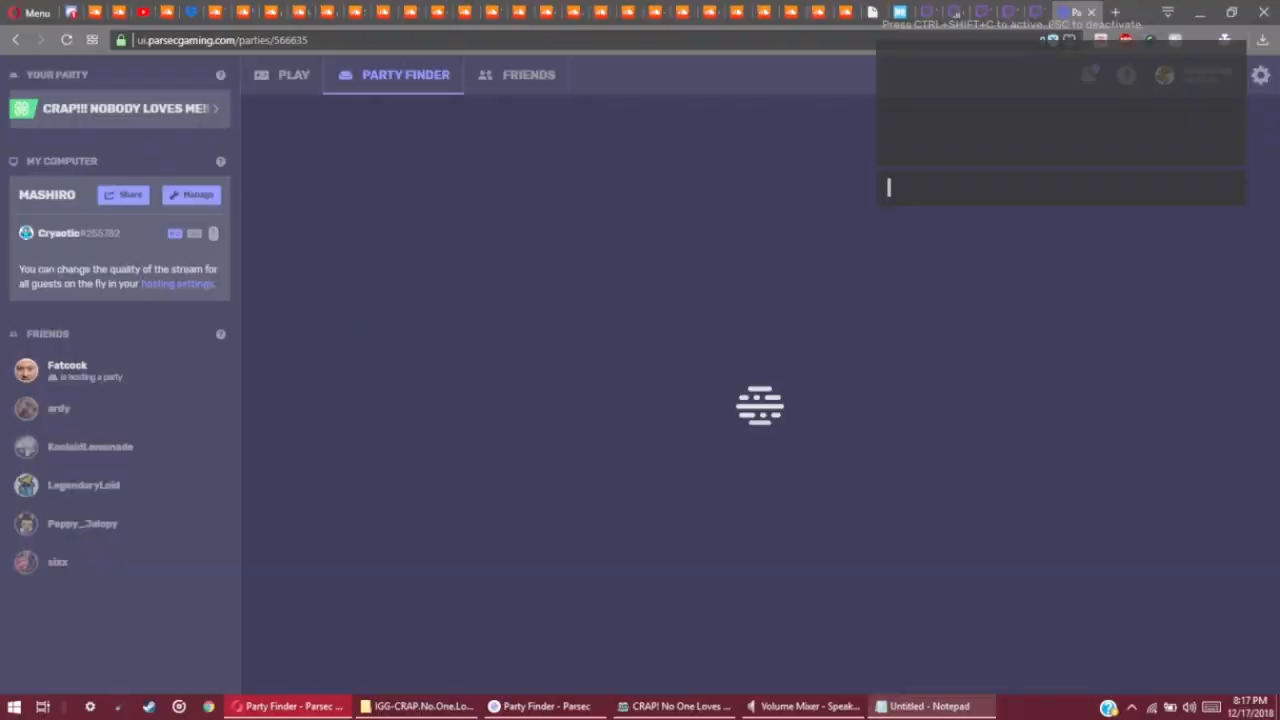 Menu
Pa
Press CTRL+SHIFT+C to active. ESC to deactivate.
ui.parsecgaming.com/parties/566635
YOUR PARTY
PLAY
PARTY FINDER
FRIENDS
CRAP!!! NOBODY LOVES ME!!
MY COMPUTER
MASHIRO
Share
Manage
Cryaotic#255782
You can change the quality of the stream for
all guests on the fly in your hosting settings.
FRIENDS
Fatcock
is hosting a party
ardy
KoolaidLemonade
LegendaryLoid
Poppy_Jalopy
sixx
Party Finder - Parsec ...
IGG-CRAP.No.One.Lo...
Party Finder - Parsec
CRAP! No One Loves ...
Volume Mixer - Speak...
Untitled - Notepad
8:17 PM
12/17/2018